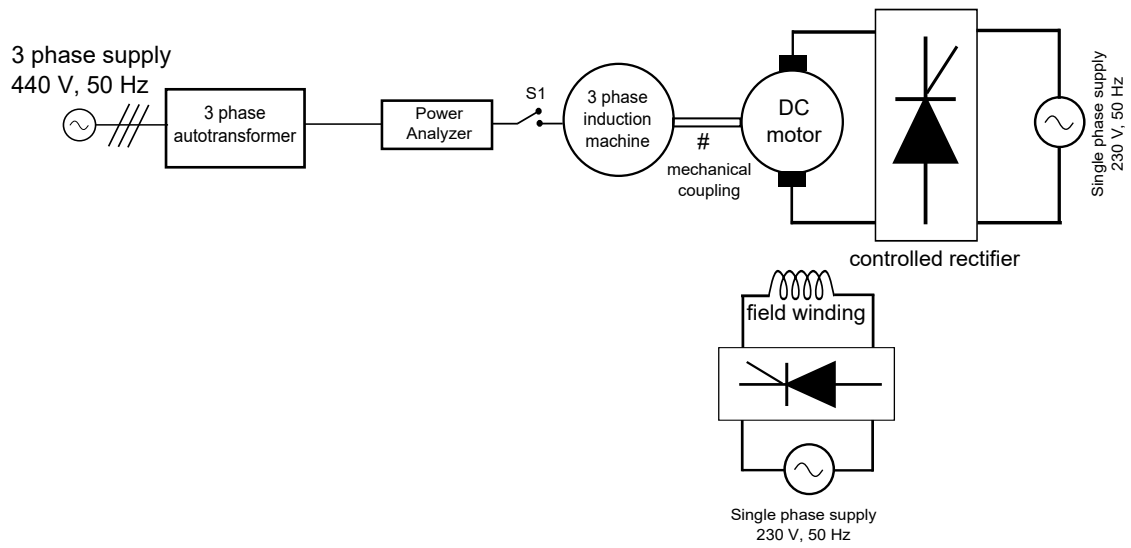 3 phase supply
440 V, 50 Hz
3 phase
autotransformer
Power
Analyzer
S1
3 phase
induction
machine
#
mechanical
coupling
DC
motor
controlled rectifier
Single phase supply
230 V, 50 Hz
field winding
Single phase supply
230 V, 50 Hz